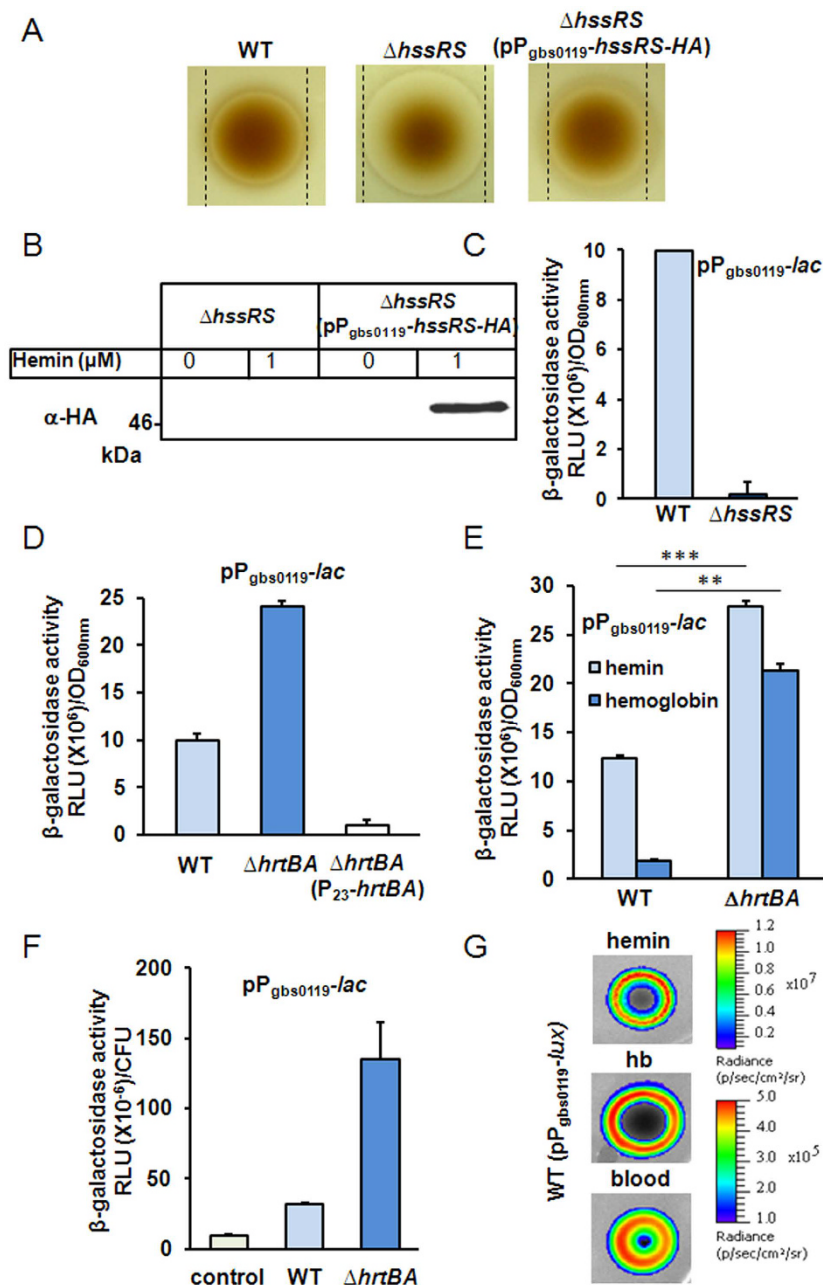 A
WT
ΔhssRS
ΔhssRS
(pPgbs0119-hssRS-HA)
B
ΔhssRS
ΔhssRS
(pPgbs0119-hssRS-HA)
Hemin (µM)
0
1
0
1
α-HA
46-
kDa
C
β-galactosidase activity
RLU (X10⁶)/OD600nm
10
8
6
4
2
0
pPgbs0119-lac
WT
ΔhssRS
D
pPgbs0119-lac
β-galactosidase activity
RLU (X10⁶)/OD600nm
25
20
15
10
5
0
WT
ΔhrtBA
ΔhrtBA
(P23-hrtBA)
E
***
**
pPgbs0119-lac
hemin
hemoglobin
β-galactosidase activity
RLU (X10⁶)/OD600nm
30
25
20
15
10
5
0
WT
ΔhrtBA
F
pPgbs0119-lac
β-galactosidase activity
RLU (X10⁻⁶)/CFU
200
150
100
50
0
control
WT
ΔhrtBA
G
WT (pPgbs0119-lux)
hemin
hb
blood
1.2
1.0
0.8
0.6
0.4
0.2
x10⁷
Radiance
(p/sec/cm²/sr)
5.0
4.0
3.0
2.0
1.0
x10⁵
Radiance
(p/sec/cm²/sr)